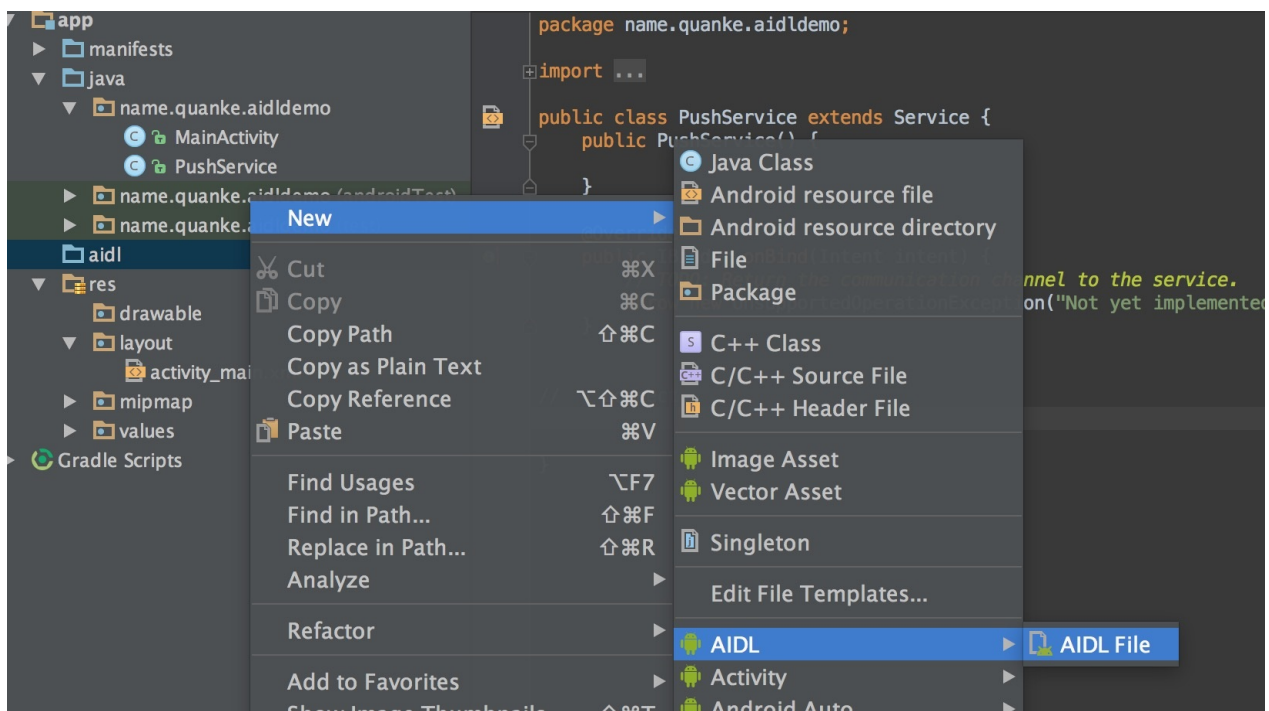 app
manifests
java
name.quanke.aidldemo
MainActivity
PushService
name.quanke.aidldemo (androidTest)
name.quanke.a
aidl
res
drawable
layout
activity_mai
mipmap
values
Gradle Scripts
package name.quanke.aidldemo;
import ...
public class PushService extends Service {
public PushService() {
}
nnel to the service.
on("Not yet implemented
New
Cut ⌘X
Copy ⌘C
Copy Path ⇧⌘C
Copy as Plain Text
Copy Reference ⌥⇧⌘C
Paste ⌘V
Find Usages ⌥F7
Find in Path... ⇧⌘F
Replace in Path... ⇧⌘R
Analyze
Refactor
Add to Favorites
Show Image Thumbnails ⇧⌘T
Java Class
Android resource file
Android resource directory
File
Package
C++ Class
C/C++ Source File
C/C++ Header File
Image Asset
Vector Asset
Singleton
Edit File Templates...
AIDL
Activity
Android Auto
AIDL File